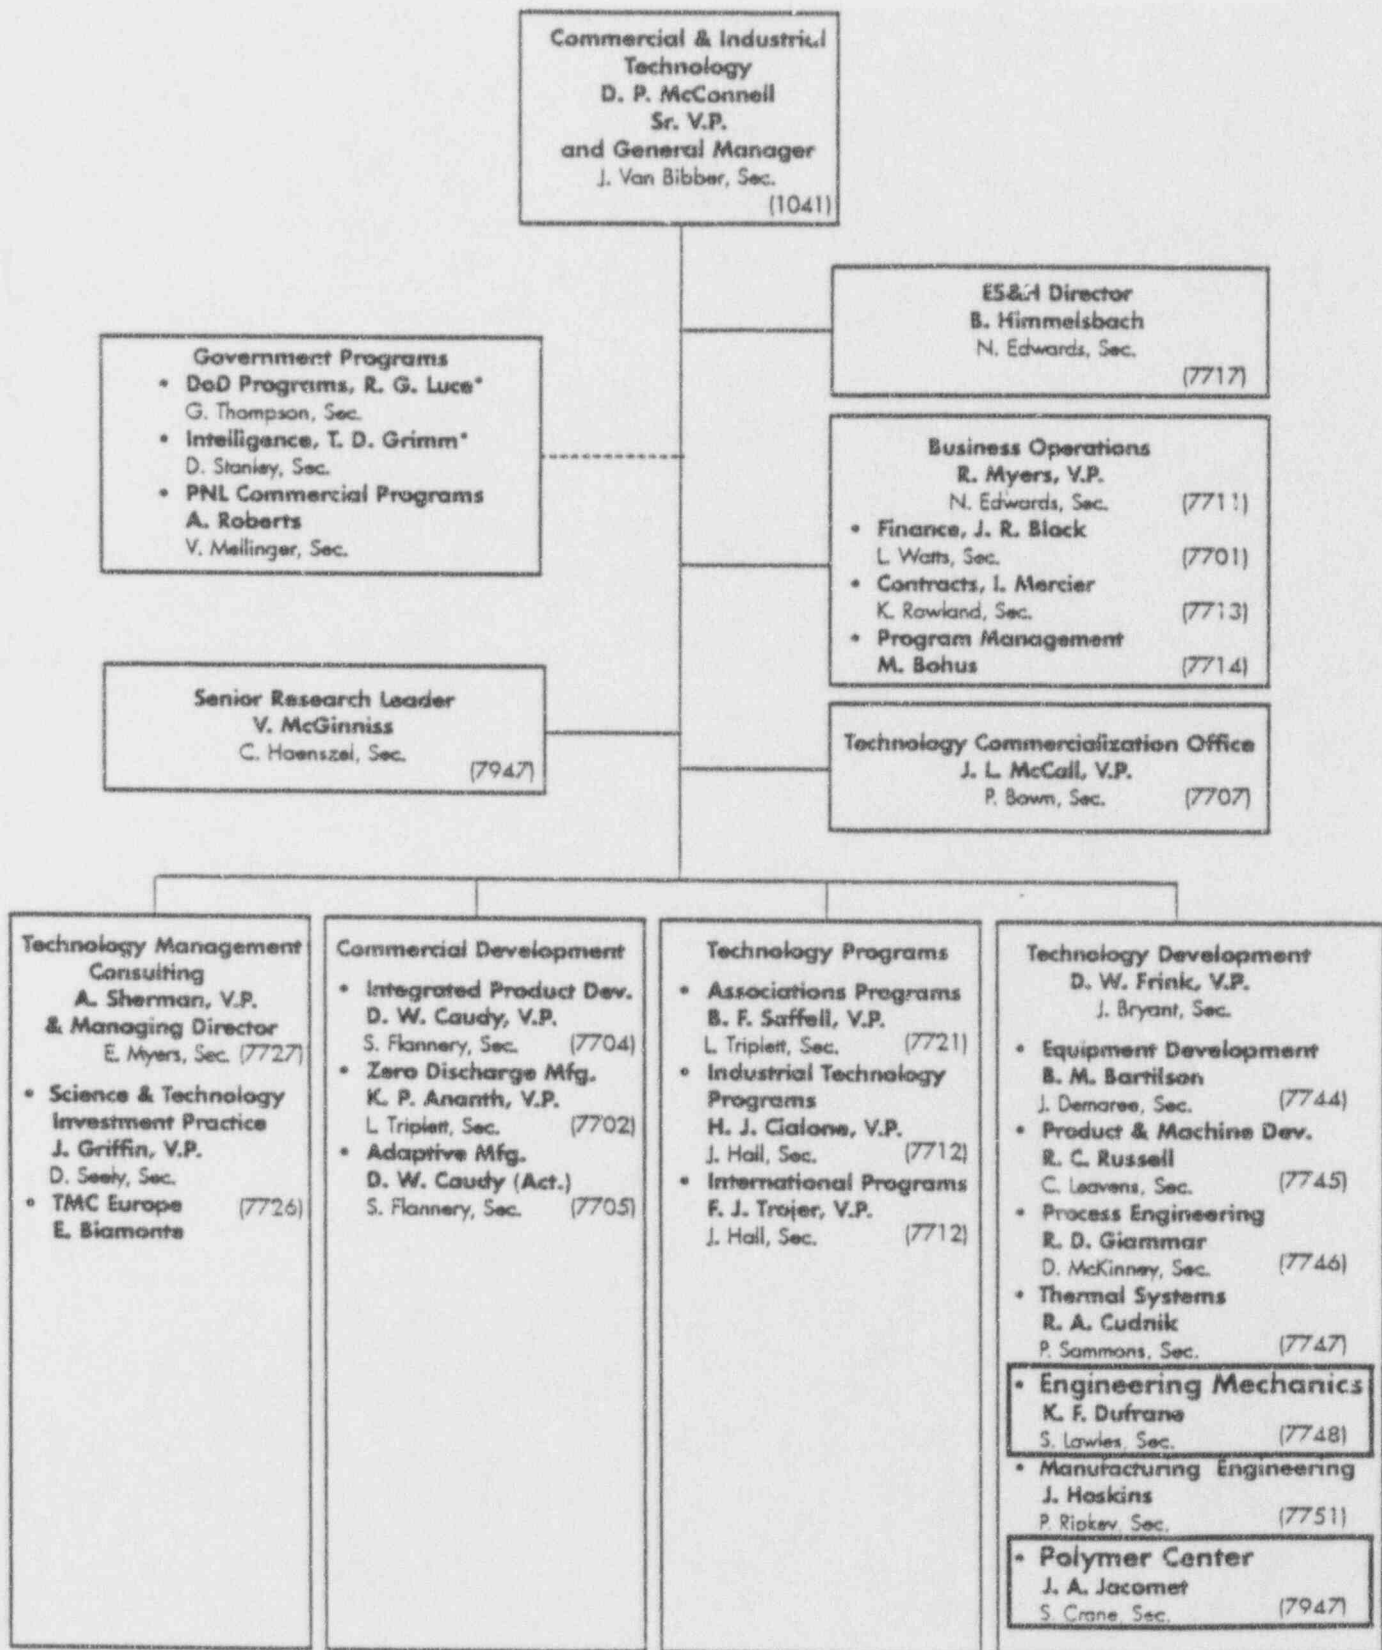 Commercial & Industrial
Technology
D. P. McConnell
Sr. V.P.
and General Manager
J. Van Bibber, Sec.
(1041)
ES&H Director
B. Himmelsbach
N. Edwards, Sec.
(7717)
Government Programs
• DoD Programs, R. G. Luce*
G. Thompson, Sec.
• Intelligence, T. D. Grimm*
D. Stanley, Sec.
• PNL Commercial Programs
A. Roberts
V. Mellinger, Sec.
Business Operations
R. Myers, V.P.
N. Edwards, Sec. (7711)
• Finance, J. R. Black
L. Watts, Sec. (7701)
• Contracts, I. Mercier
K. Rowland, Sec. (7713)
• Program Management
M. Bohus (7714)
Senior Research Leader
V. McGinniss
C. Haenszel, Sec.
(7947)
Technology Commercialization Office
J. L. McCall, V.P.
P. Bown, Sec. (7707)
Technology Management
Consulting
A. Sherman, V.P.
& Managing Director
E. Myers, Sec. (7727)
• Science & Technology
Investment Practice
J. Griffin, V.P.
D. Seely, Sec.
• TMC Europe (7726)
E. Biamonte
Commercial Development
• Integrated Product Dev.
D. W. Caudy, V.P.
S. Flannery, Sec. (7704)
• Zero Discharge Mfg.
K. P. Ananth, V.P.
L. Triplett, Sec. (7702)
• Adaptive Mfg.
D. W. Caudy (Act.)
S. Flannery, Sec. (7705)
Technology Programs
• Associations Programs
B. F. Saffell, V.P.
L. Triplett, Sec. (7721)
• Industrial Technology
Programs
H. J. Cialone, V.P.
J. Hall, Sec. (7712)
• International Programs
F. J. Trojer, V.P.
J. Hall, Sec. (7712)
Technology Development
D. W. Frink, V.P.
J. Bryant, Sec.
• Equipment Development
B. M. Bartilson
J. Demaree, Sec. (7744)
• Product & Machine Dev.
R. C. Russell
C. Leavens, Sec. (7745)
• Process Engineering
R. D. Giammar
D. McKinney, Sec. (7746)
• Thermal Systems
R. A. Cudnik
P. Sammons, Sec. (7747)
• Engineering Mechanics
K. F. Dufrane
S. Lawles, Sec. (7748)
• Manufacturing Engineering
J. Hoskins
P. Ripkey, Sec. (7751)
• Polymer Center
J. A. Jacomet
S. Crane, Sec. (7947)